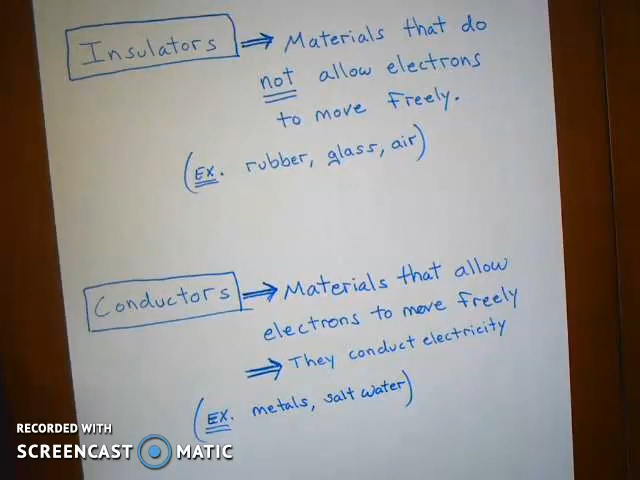 Insulators ⇒ Materials that do
not allow electrons
to move freely.
(Ex. rubber, glass, air)
Conductors ⇒ Materials that allow
electrons to move freely
⇒ They conduct electricity
(Ex. metals, salt water)
RECORDED WITH
SCREENCAST MATIC